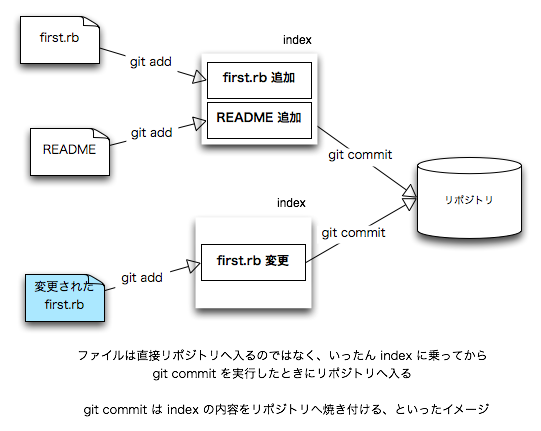 first.rb
git add
index
first.rb 追加
README 追加
README
git add
git commit
リポジトリ
index
git commit
first.rb 変更
git add
変更された
first.rb
ファイルは直接リポジトリへ入るのではなく、いったん index に乗ってから
git commit を実行したときにリポジトリへ入る
git commit は index の内容をリポジトリへ焼き付ける、といったイメージ